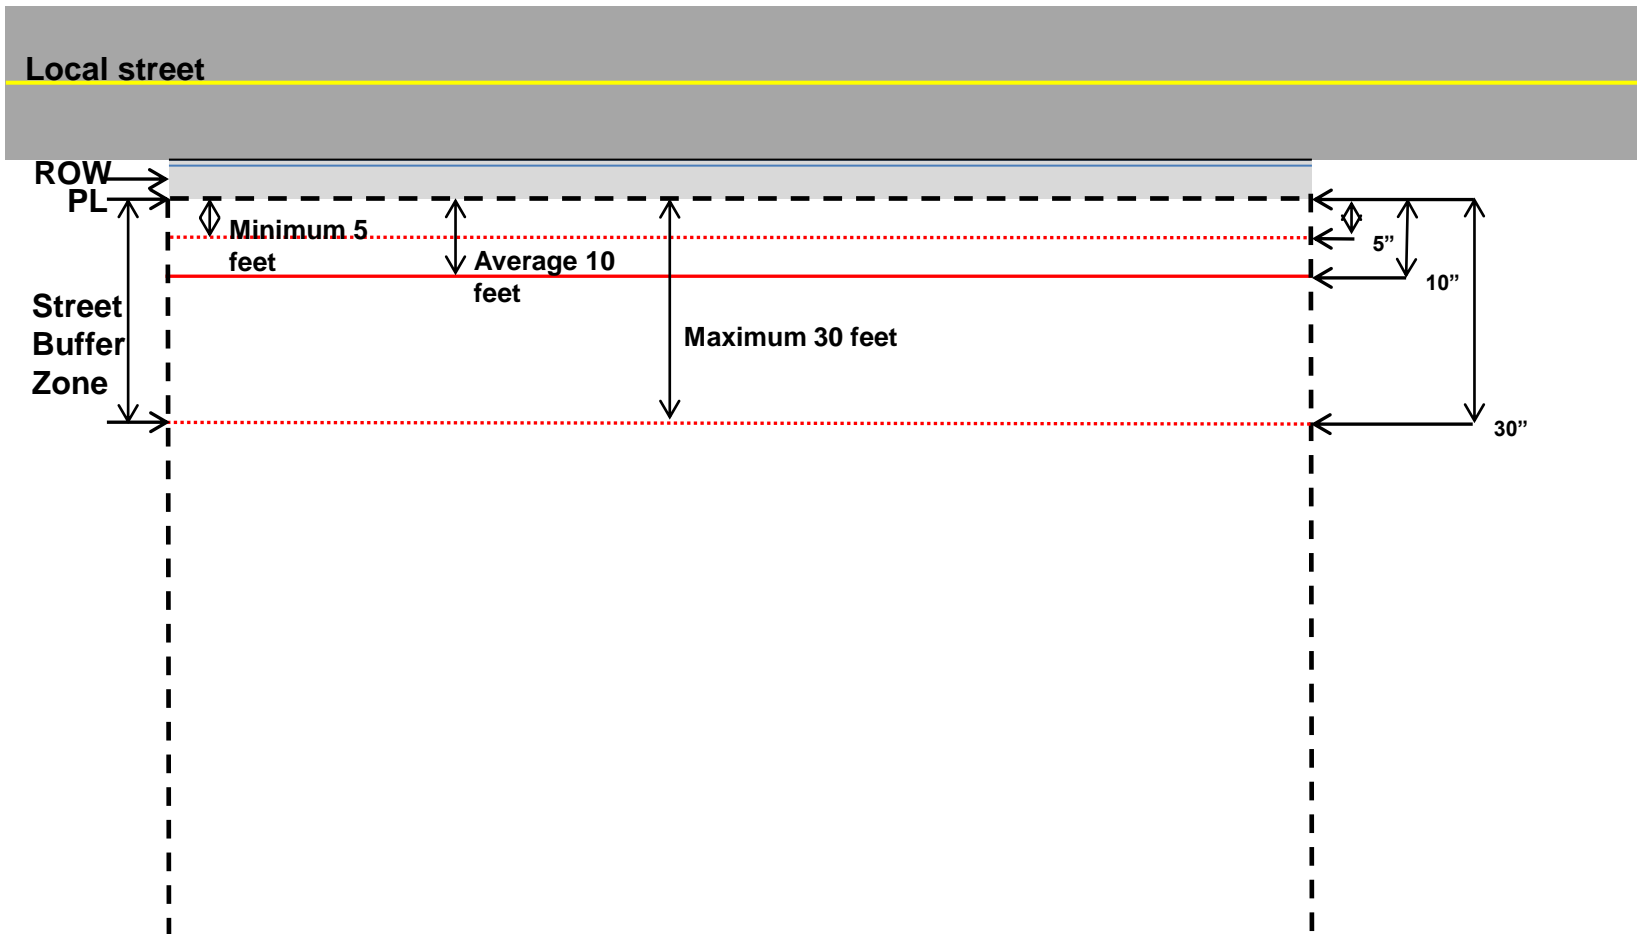 Local street
ROW
PL
Minimum 5
feet
Average 10
feet
Street
Buffer
Zone
Maximum 30 feet
5”
10”
30”